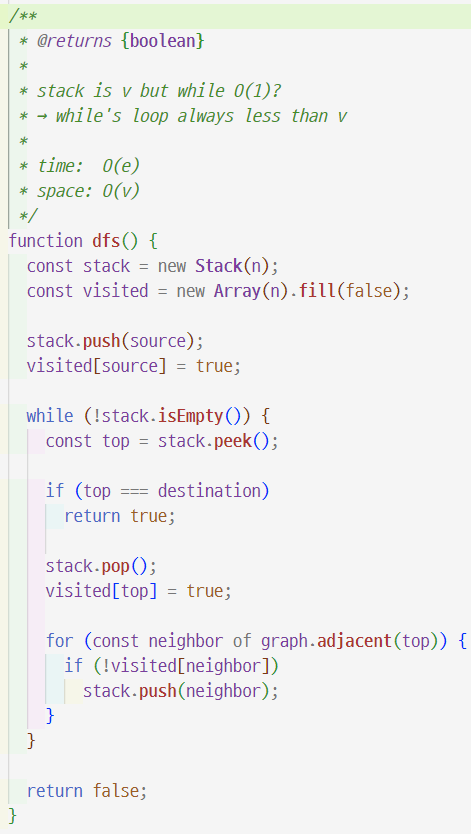 /**
 * @returns {boolean}
 *
 * stack is v but while O(1)?
 * → while's loop always less than v
 *
 * time:  O(e)
 * space: O(v)
 */
function dfs() {
  const stack = new Stack(n);
  const visited = new Array(n).fill(false);

  stack.push(source);
  visited[source] = true;

  while (!stack.isEmpty()) {
    const top = stack.peek();

    if (top === destination)
      return true;

    stack.pop();
    visited[top] = true;

    for (const neighbor of graph.adjacent(top)) {
      if (!visited[neighbor])
        stack.push(neighbor);
    }
  }

  return false;
}